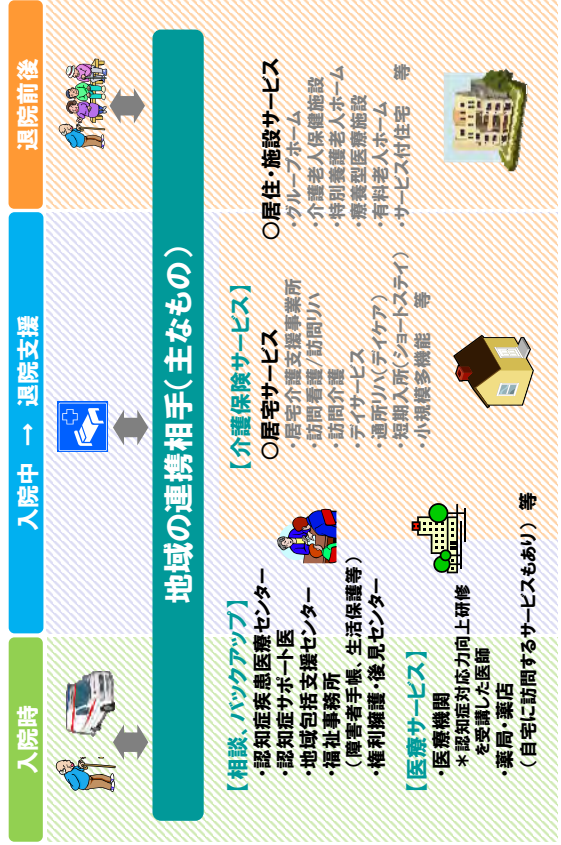 入院時
入院中 → 退院支援
退院前後
地域の連携相手（主なもの）
【相談、バックアップ】
・認知症疾患医療センター
・認知症サポート医
・地域包括支援センター
・福祉事務所
（障害者手帳、生活保護等）
・権利擁護 後見センター
【医療サービス】
・医療機関
＊認知症対応力向上研修
を受講した医師
・薬局・薬店
（自宅に訪問するサービスもあり） 等
【介護保険サービス】
〇居宅サービス
・居宅介護支援事業所
・訪問看護/訪問リハ
・訪問介護
・デイサービス
・通所リハ（デイケア）
・短期入所（ショートステイ）
・小規模多機能 等
〇居住・施設サービス
・グループホーム
・介護老人保健施設
・特別養護老人ホーム
・療養型医療施設
・有料老人ホーム
・サービス付住宅 等